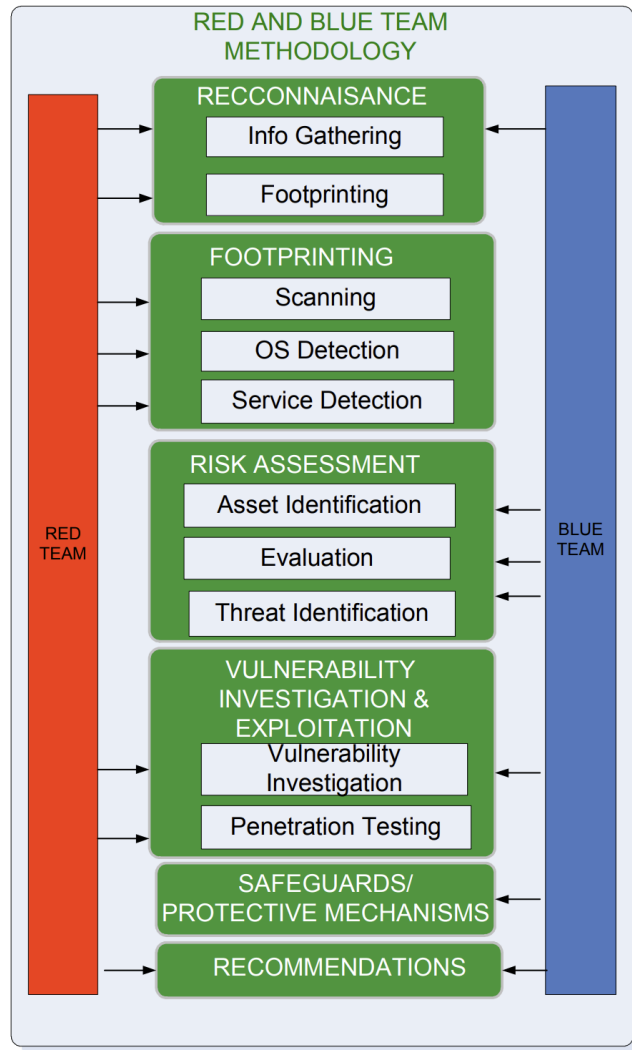 RED AND BLUE TEAM
METHODOLOGY
RECCONNAISANCE
Info Gathering
Footprinting
FOOTPRINTING
Scanning
OS Detection
Service Detection
RISK ASSESSMENT
Asset Identification
Evaluation
Threat Identification
RED
TEAM
BLUE
TEAM
VULNERABILITY
INVESTIGATION &
EXPLOITATION
Vulnerability
Investigation
Penetration Testing
SAFEGUARDS/
PROTECTIVE MECHANISMS
RECOMMENDATIONS